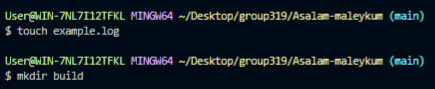 User@WIN-7NL7I12TFKL MINGW64 ~/Desktop/group319/Asalam-maleykum (main)
$ touch example.log
User@WIN-7NL7I12TFKL MINGW64 ~/Desktop/group319/Asalam-maleykum (main)
$ mkdir build